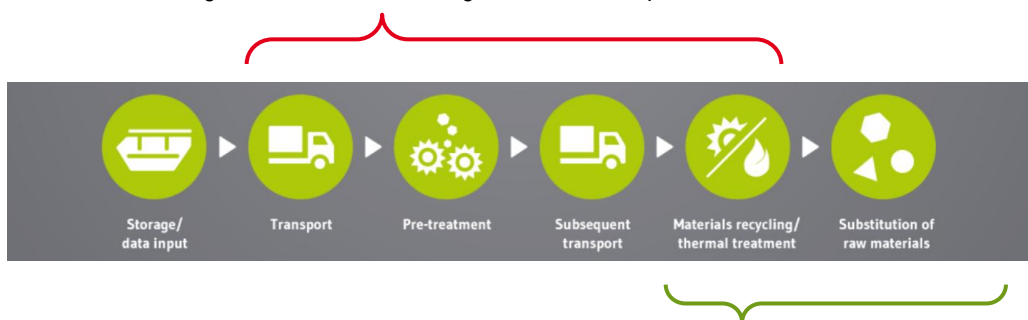 Storage/
data input
Transport
Pre-treatment
Subsequent
transport
Materials recycling/
thermal treatment
Substitution of
raw materials